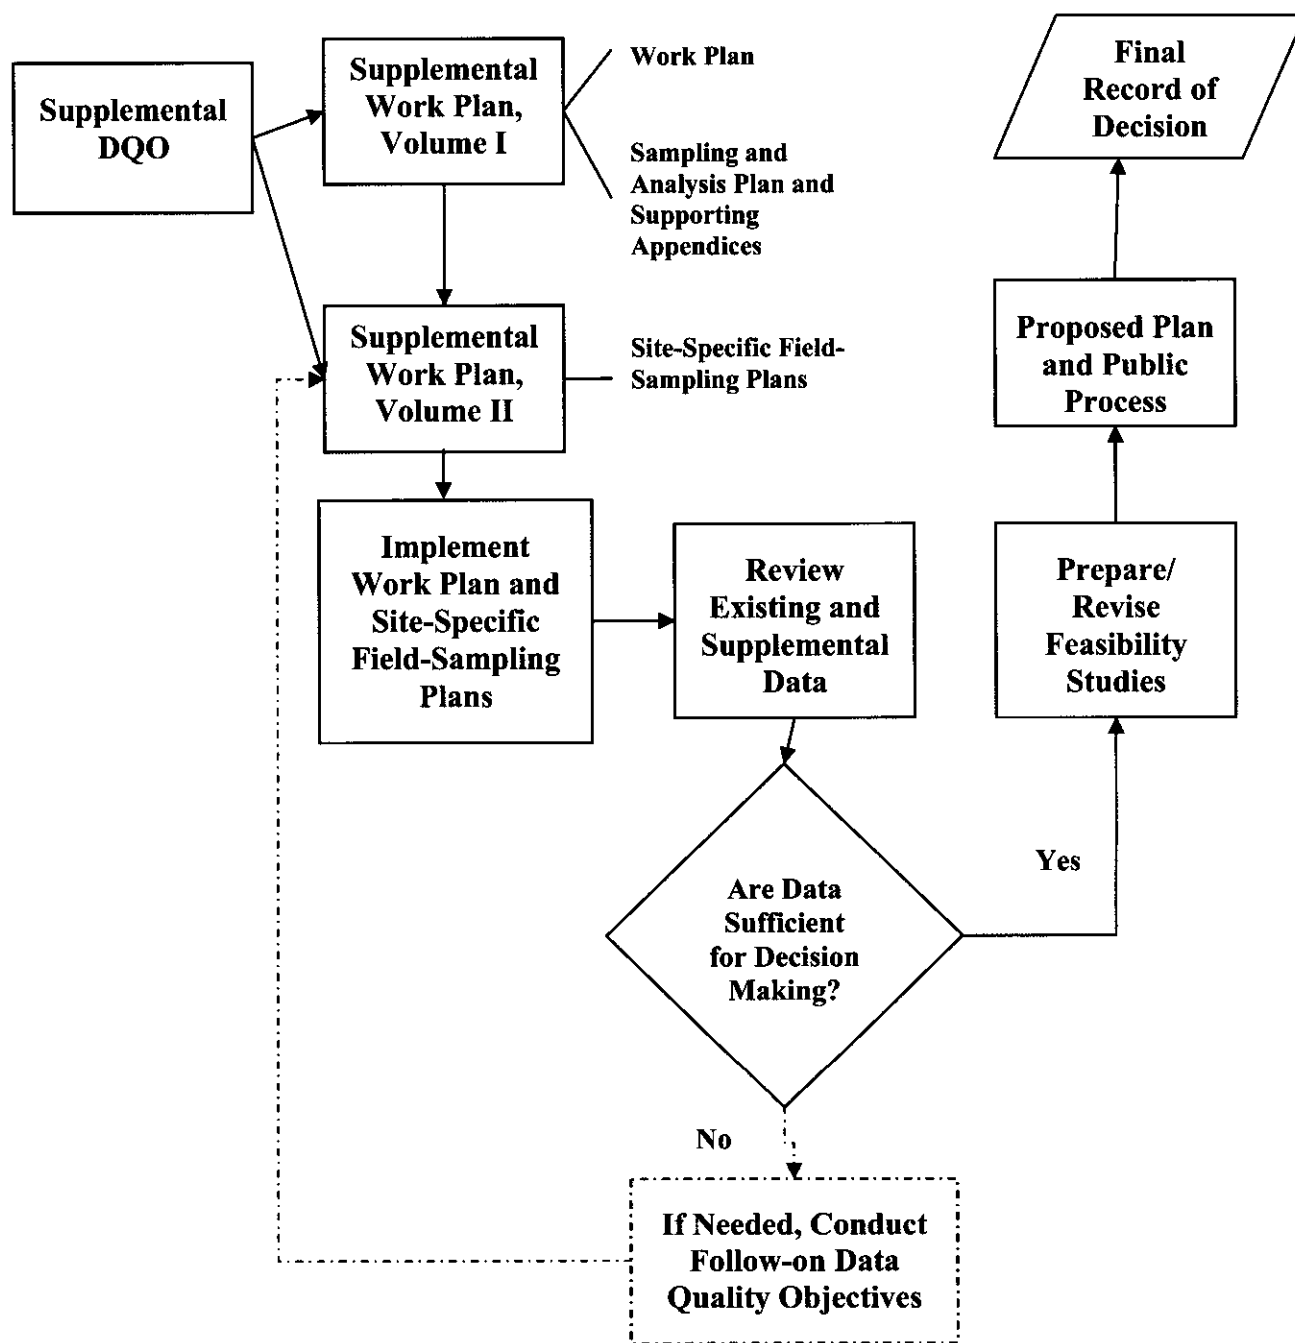 Supplemental
DQO
Supplemental
Work Plan,
Volume I
Work Plan
Sampling and
Analysis Plan and
Supporting
Appendices
Supplemental
Work Plan,
Volume II
Site-Specific Field-
Sampling Plans
Implement
Work Plan and
Site-Specific
Field-Sampling
Plans
Review
Existing and
Supplemental
Data
Are Data
Sufficient
for Decision
Making?
Yes
No
If Needed, Conduct
Follow-on Data
Quality Objectives
Prepare/
Revise
Feasibility
Studies
Proposed Plan
and Public
Process
Final
Record of
Decision